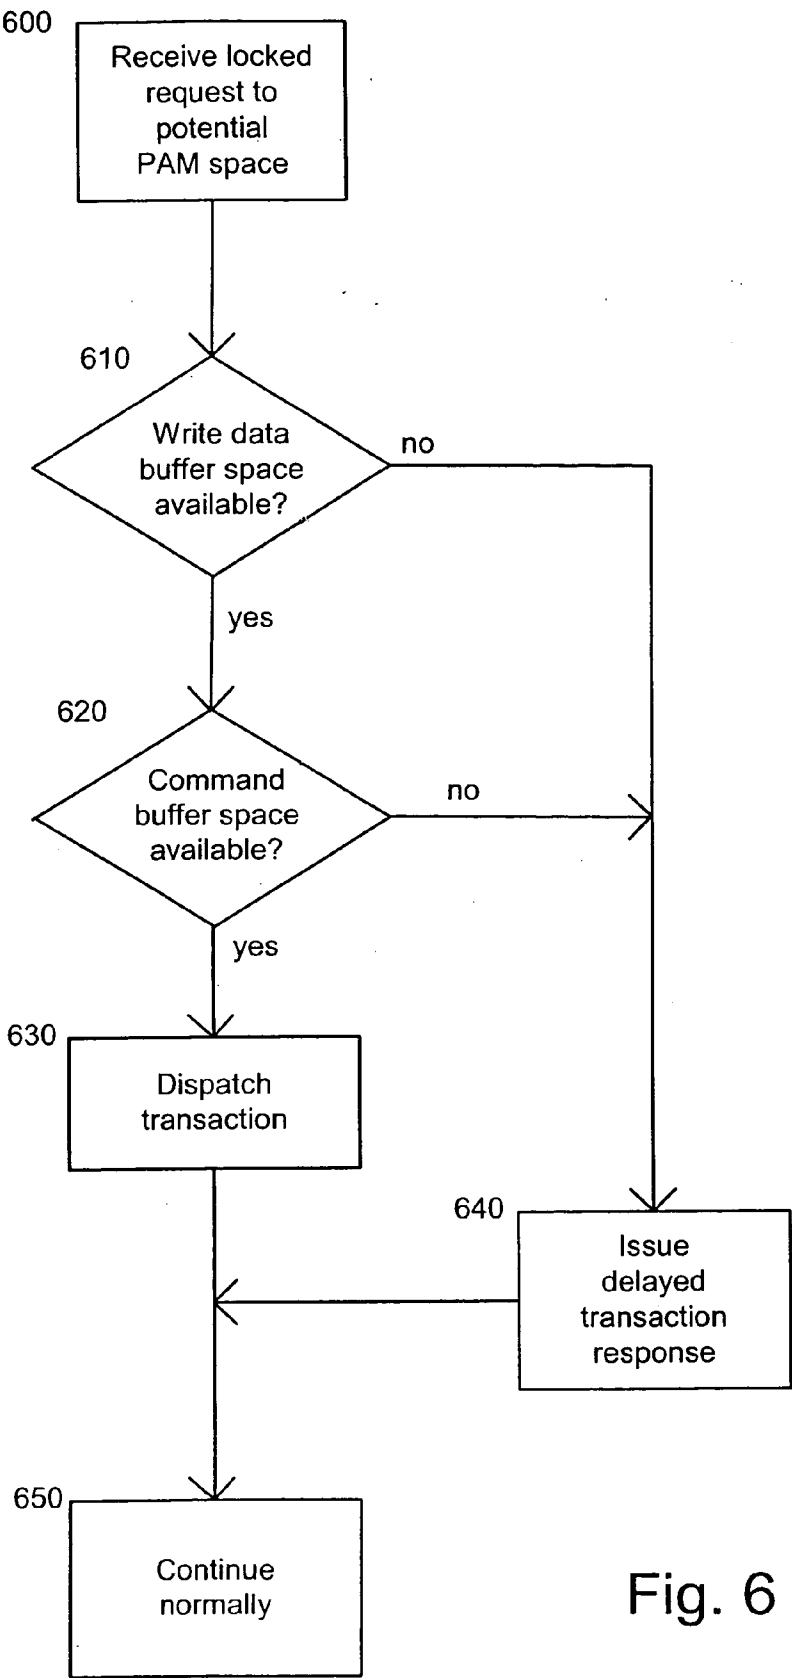 600
Receive locked
request to
potential
PAM space
610
Write data
buffer space
available?
no
yes
620
Command
buffer space
available?
no
yes
630
Dispatch
transaction
640
Issue
delayed
transaction
response
650
Continue
normally
Fig. 6